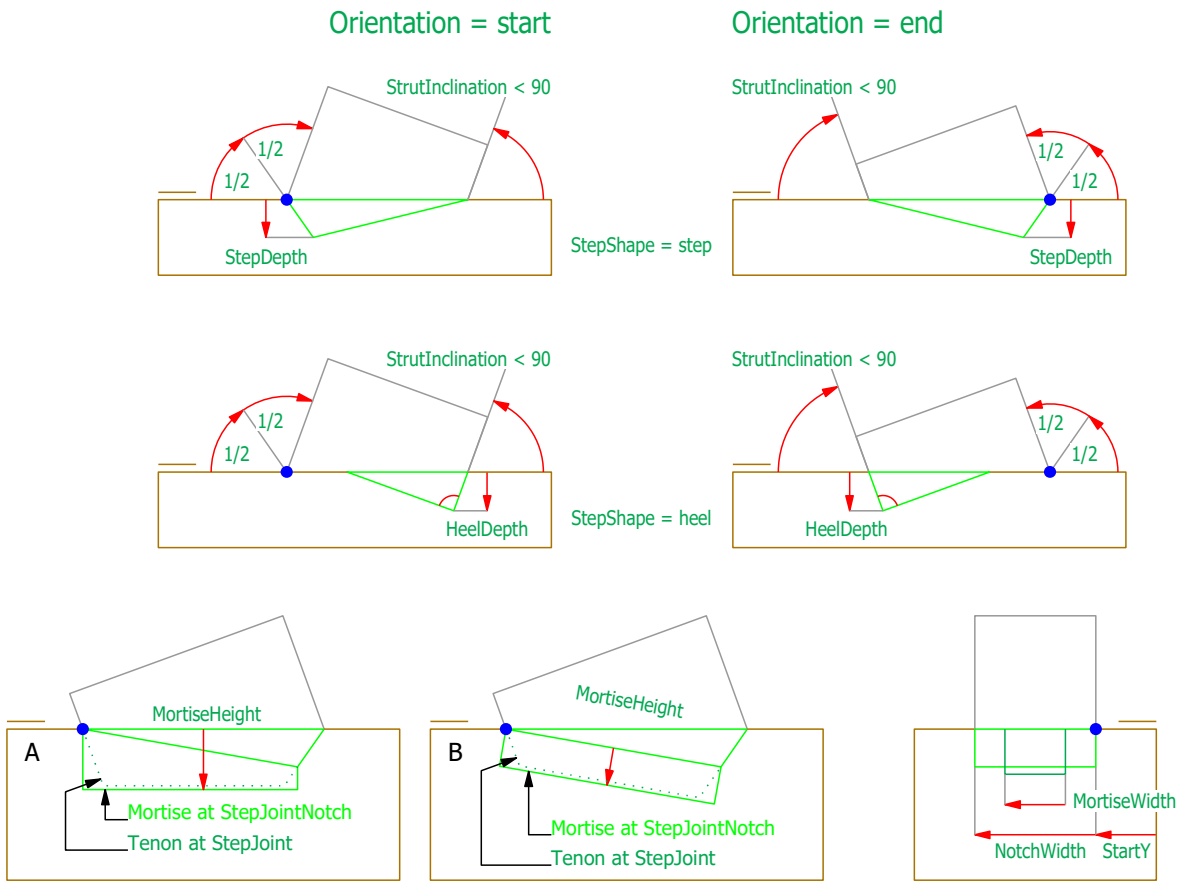 Orientation = start
Orientation = end
StrutInclination < 90
StrutInclination < 90
1/2
1/2
1/2
1/2
StepDepth
StepShape = step
StepDepth
StrutInclination < 90
StrutInclination < 90
1/2
1/2
1/2
1/2
HeelDepth
StepShape = heel
HeelDepth
MortiseHeight
MortiseHeight
A
B
Mortise at StepJointNotch
Tenon at StepJoint
Mortise at StepJointNotch
Tenon at StepJoint
MortiseWidth
NotchWidth
StartY